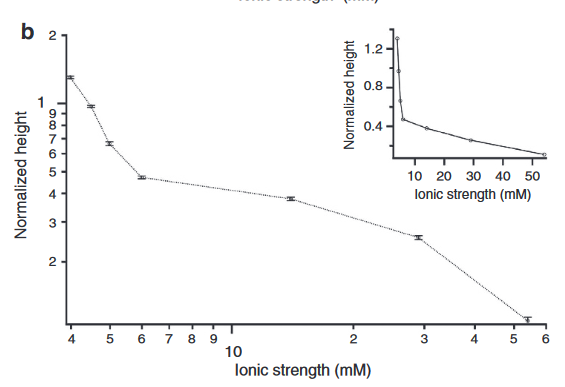 b
Normalized height
2
1
9
8
7
6
5
4
3
2
4 5 6 7 8 9 10 2 3 4 5 6
Ionic strength (mM)
Normalized height
1.2
0.8
0.4
10 20 30 40 50
Ionic strength (mM)